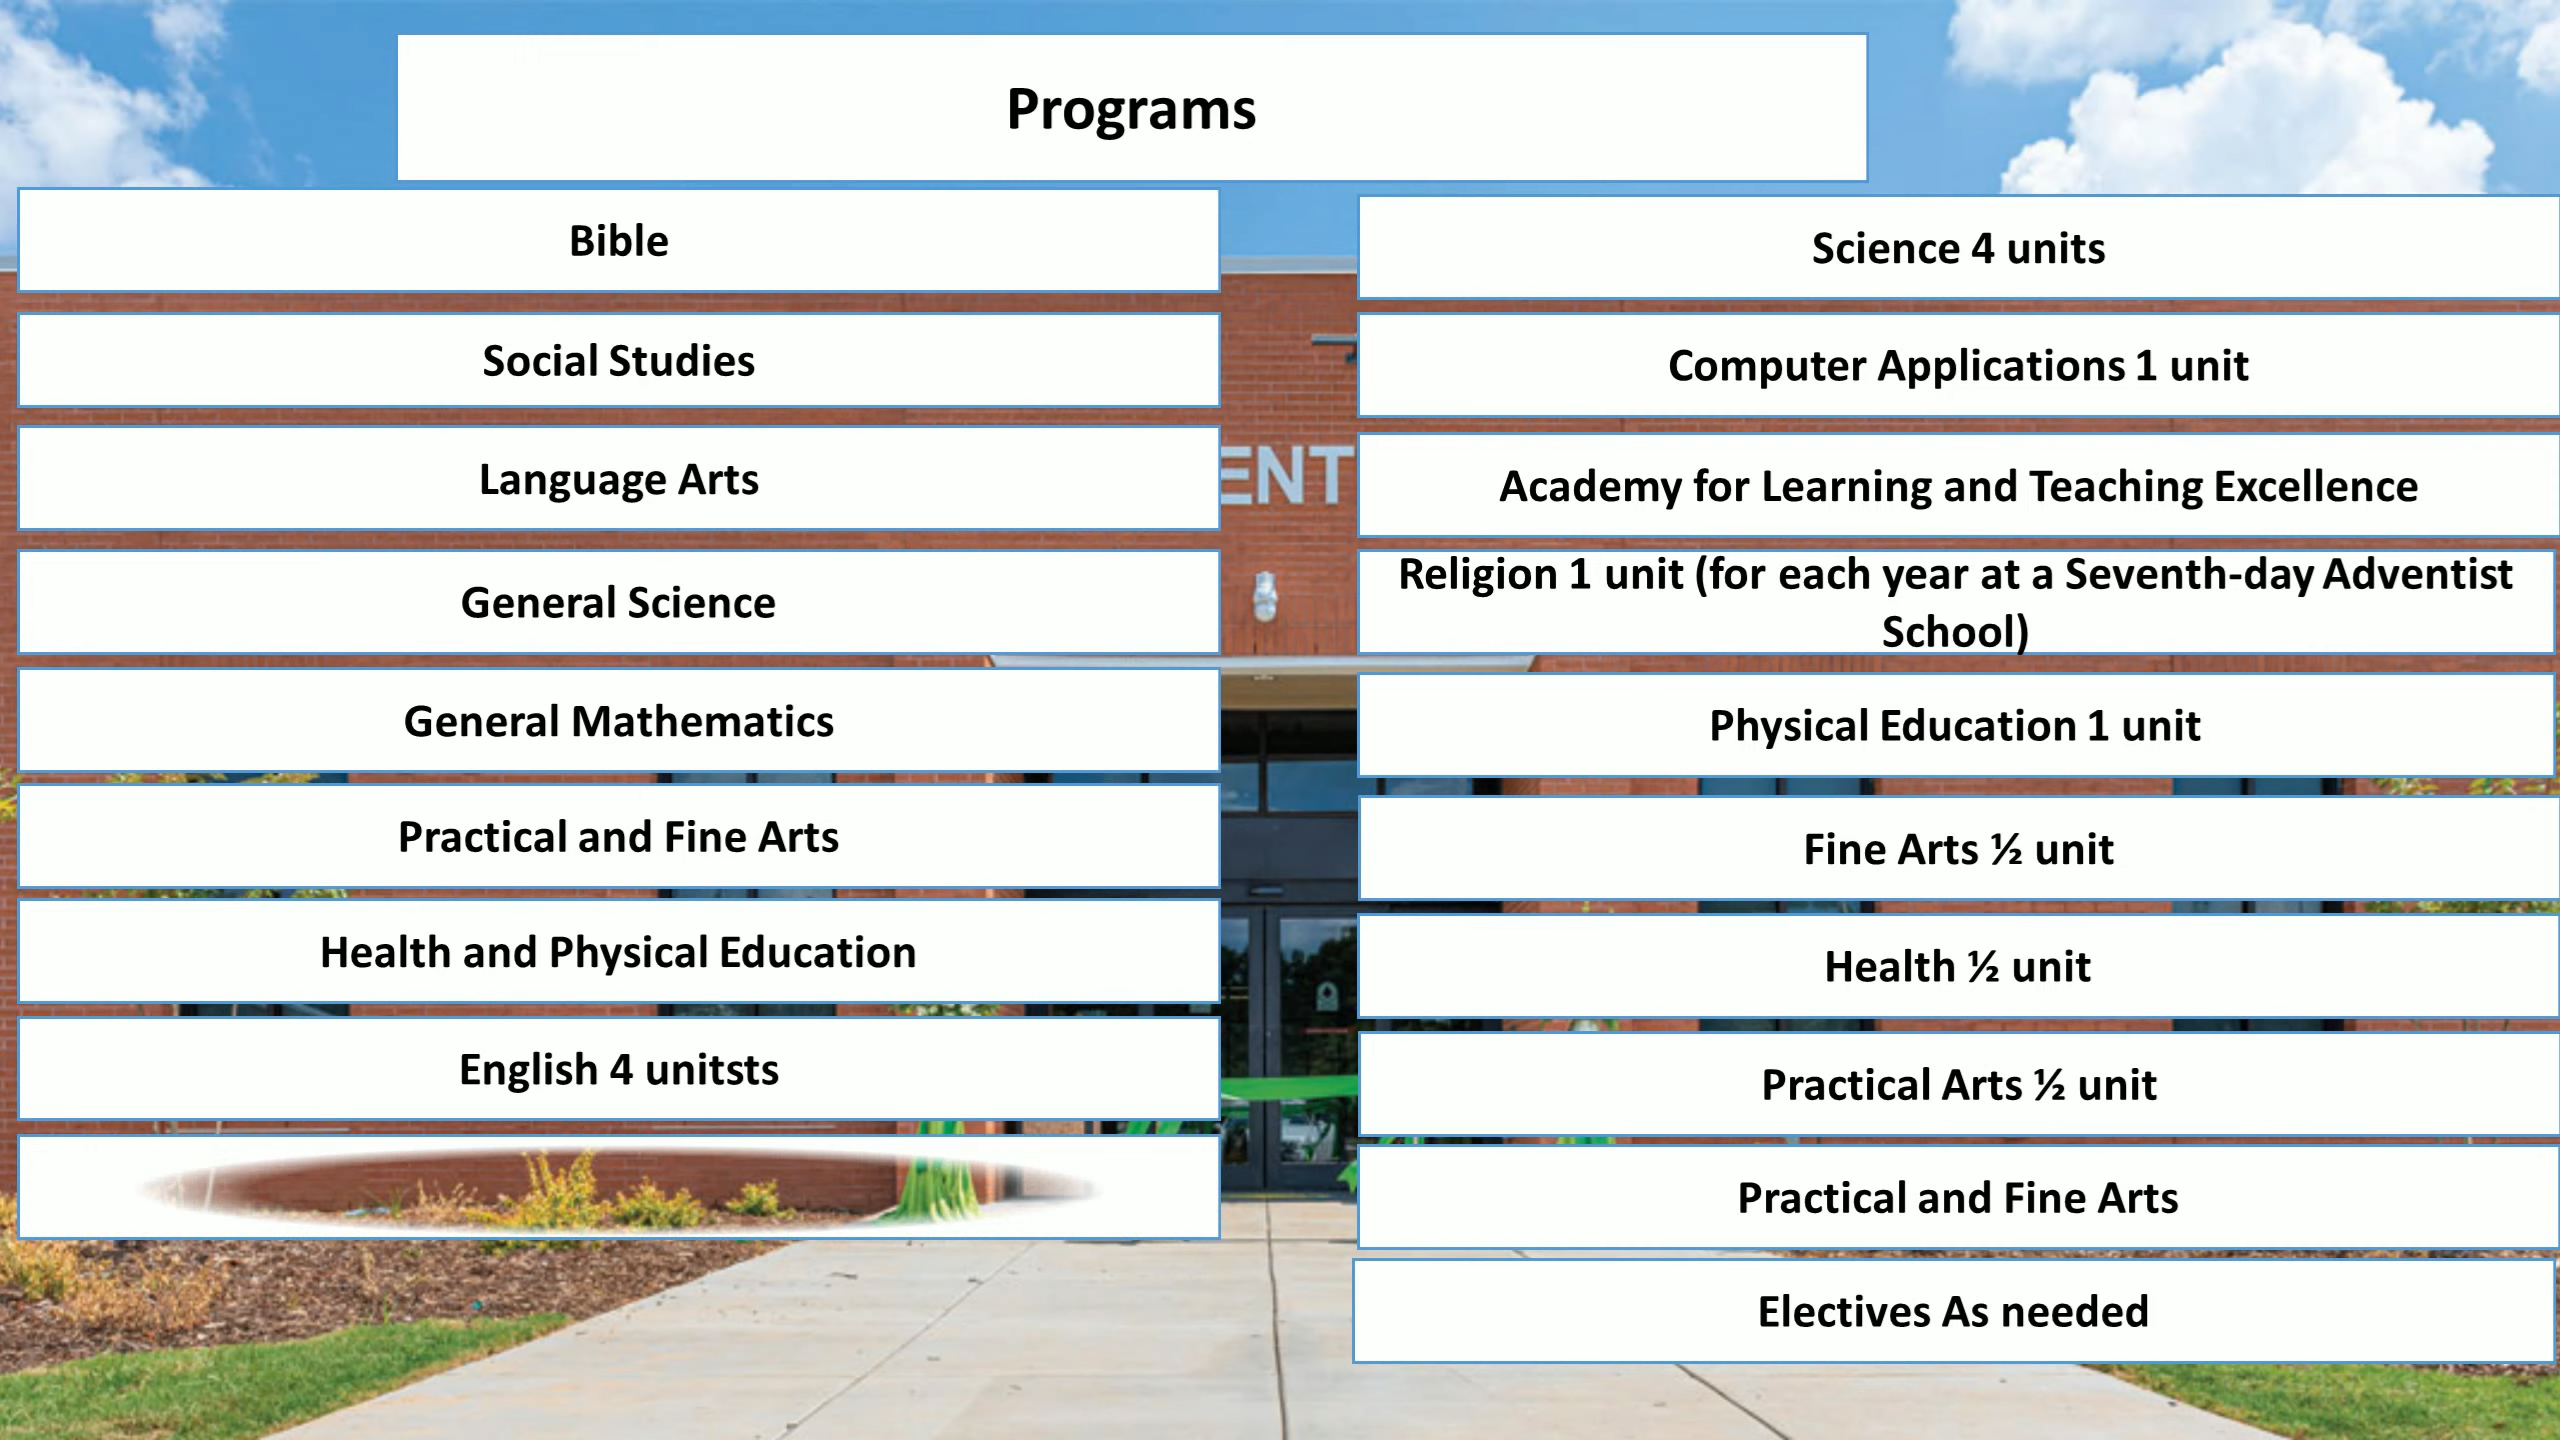 Programs
Bible
Social Studies
Language Arts
General Science
General Mathematics
Practical and Fine Arts
Health and Physical Education
English 4 unitsts
ENT
Science 4 units
Computer Applications 1 unit
Academy for Learning and Teaching Excellence
Religion 1 unit (for each year at a Seventh-day Adventist
School)
Physical Education 1 unit
Fine Arts ½ unit
Health ½ unit
Practical Arts ½ unit
Practical and Fine Arts
Electives As needed